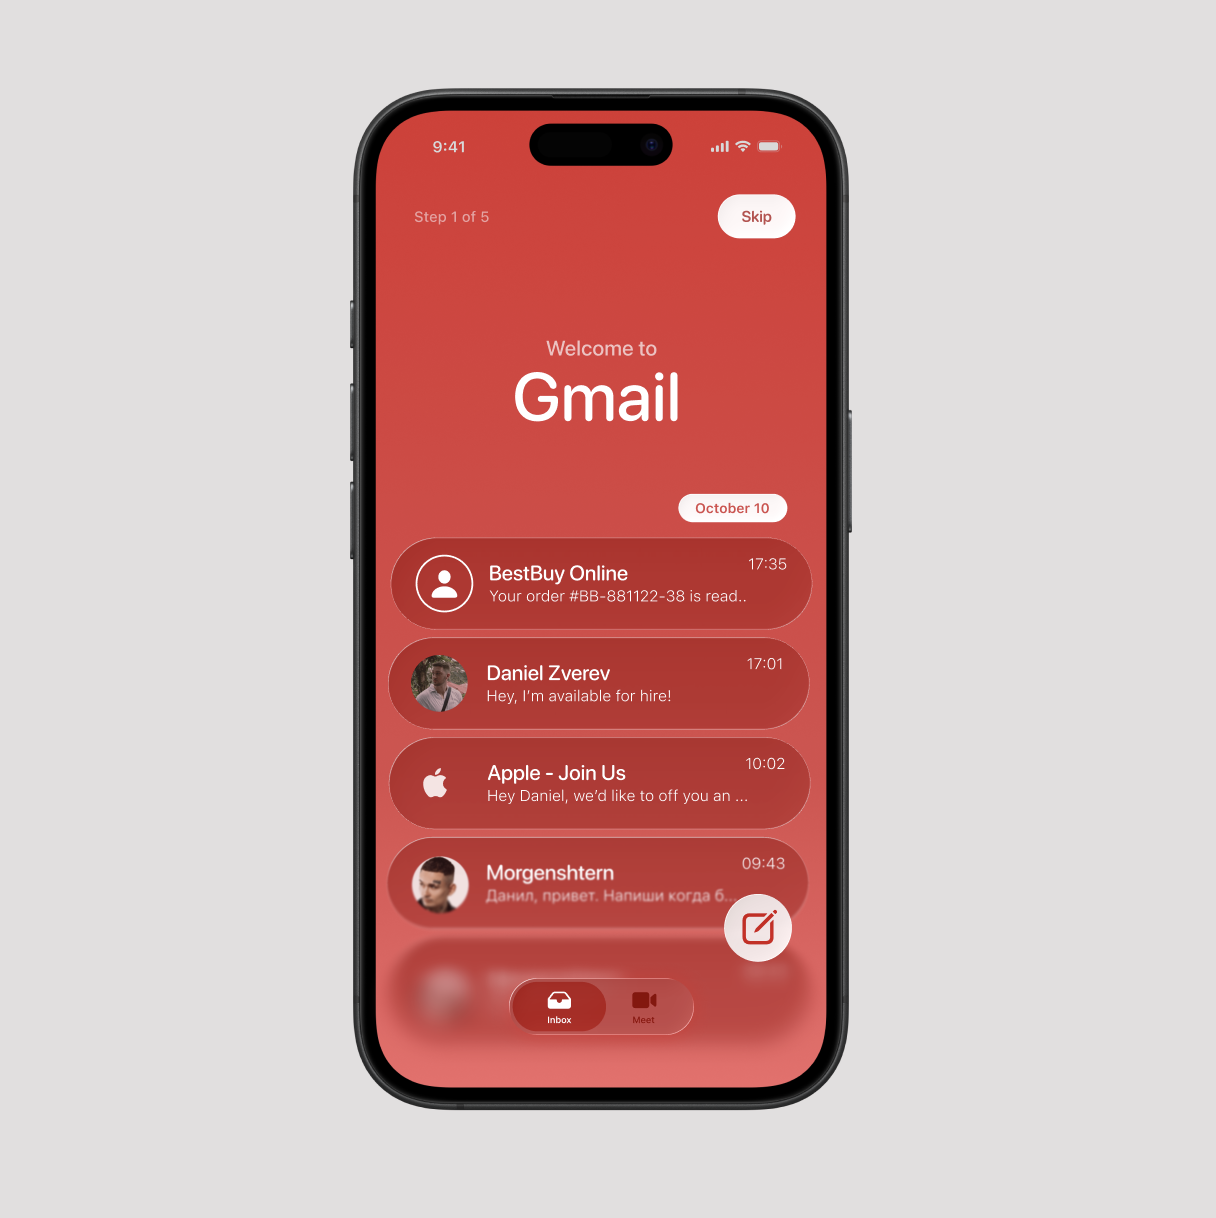 9:41
Step 1 of 5
Skip
Welcome to
Gmail
October 10
BestBuy Online
17:35
Your order #BB-881122-38 is read..
Daniel Zverev
17:01
Hey, I’m available for hire!
Apple - Join Us
10:02
Hey Daniel, we’d like to off you an ...
Morgenshtern
09:43
Данил, привет. Напиши когда б...
Inbox
Meet